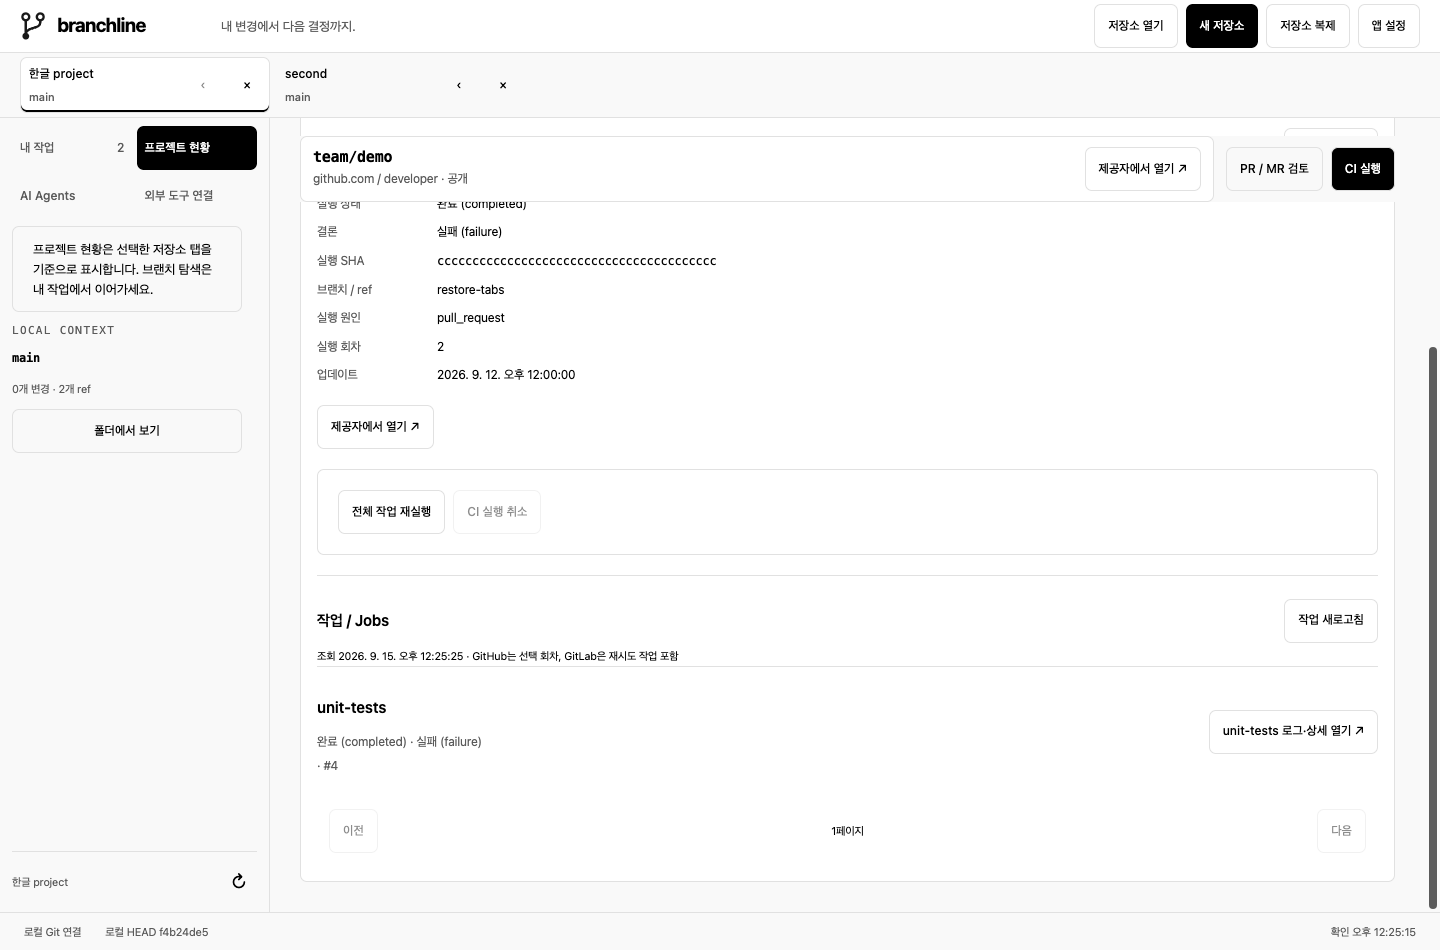 branchline
내 변경에서 다음 결정까지.
저장소 열기
새 저장소
저장소 복제
앱 설정
한글 project
main
‹
×
second
main
‹
×
내 작업
2
프로젝트 현황
AI Agents
외부 도구 연결
프로젝트 현황은 선택한 저장소 탭을
기준으로 표시합니다. 브랜치 탐색은
내 작업에서 이어가세요.
LOCAL CONTEXT
main
0개 변경 · 2개 ref
폴더에서 보기
한글 project
team/demo
github.com / developer · 공개
제공자에서 열기 ↗
PR / MR 검토
CI 실행
실행 상태
완료 (completed)
결론
실패 (failure)
실행 SHA
cccccccccccccccccccccccccccccccccccccccc
브랜치 / ref
restore-tabs
실행 원인
pull_request
실행 회차
2
업데이트
2026. 9. 12. 오후 12:00:00
제공자에서 열기 ↗
전체 작업 재실행
CI 실행 취소
작업 / Jobs
작업 새로고침
조회 2026. 9. 15. 오후 12:25:25 · GitHub는 선택 회차, GitLab은 재시도 작업 포함
unit-tests
완료 (completed) · 실패 (failure)
· #4
unit-tests 로그·상세 열기 ↗
이전
1페이지
다음
로컬 Git 연결
로컬 HEAD f4b24de5
확인 오후 12:25:15